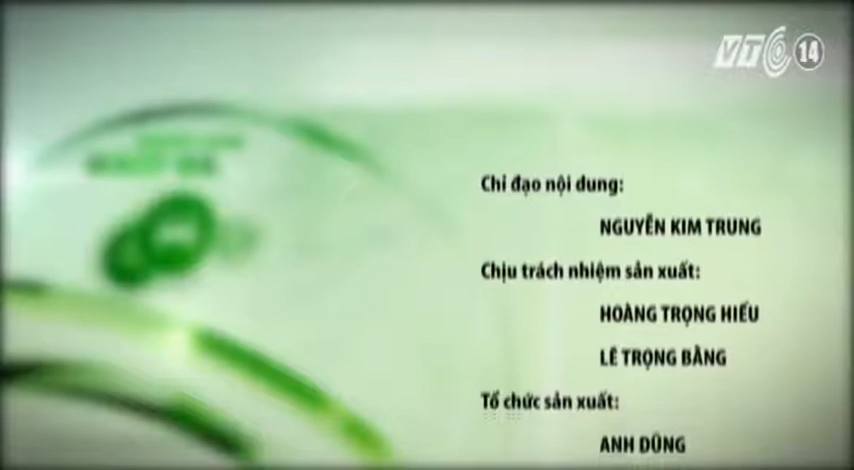 VTC 14
Chỉ đạo nội dung:
NGUYỄN KIM TRUNG
Chịu trách nhiệm sản xuất:
HOÀNG TRỌNG HIẾU
LÊ TRỌNG BẰNG
Tổ chức sản xuất:
ANH DŨNG